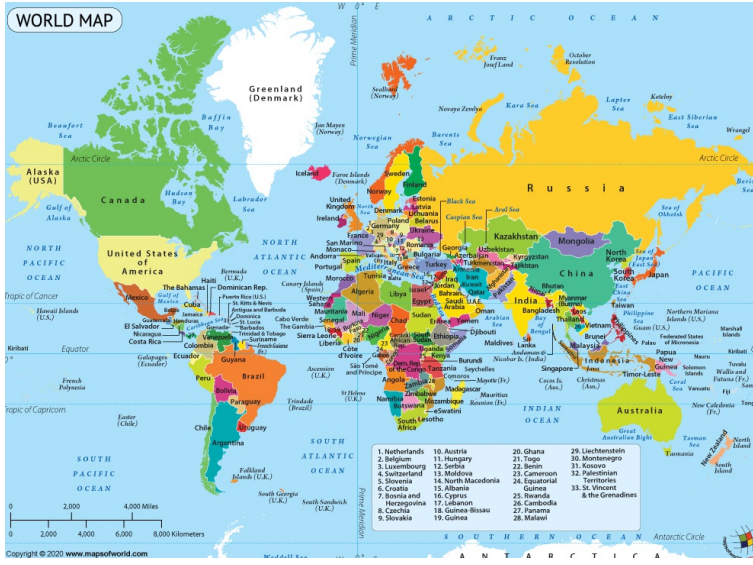 WORLD MAP
W 0° E
Prime Meridian
ARCTIC OCEAN
Greenland
(Denmark)
Svalbard
(Norway)
Franz
Josef Land
October
Revolution
Jan Mayen
(Norway)
Novaya Zemlya
Kara Sea
Laptev
Sea
Kotelny
East Siberian
Sea
Wrangel
Beaufort
Sea
Baffin
Bay
Norwegian
Sea
Barents
Sea
Arctic Circle
Arctic Circle
Alaska
(USA)
Iceland
Faroe Islands
(Denmark)
Sweden
Finland
Norway
Russia
Canada
Hudson
Bay
Labrador
Sea
Gulf of
Alaska
United
Kingdom
North
Sea
Ireland
Denmark
Estonia
Latvia
Lithuania
Belarus
Poland
Germany
Ukraine
Black Sea
Caspian Sea
Aral Sea
Sea of
Okhotsk
France
San Marino
Monaco
Andorra
Portugal
Spain
Romania
Bulgaria
Turkey
Georgia
Azerbaijan
Armenia
Kazakhstan
Uzbekistan
Turkmenistan
Kyrgyzstan
Tajikistan
Mongolia
China
North
Korea
South
Korea
Sea of
Japan
Japan
NORTH
PACIFIC
OCEAN
United States
of America
NORTH
ATLANTIC
OCEAN
PACIFIC
OCEAN
Bermuda
(U.K.)
Canary Islands
(Spain)
Mediterranean Sea
Morocco
Tunisia
Algeria
Libya
Egypt
Israel
Jordan
Iraq
Iran
Kuwait
Bahrain
Qatar
U.A.E.
Saudi
Oman
Yemen
Afghanistan
Pakistan
India
Bhutan
Myanmar
(Burma)
Laos
Thailand
Vietnam
Taiwan
East
China
Sea
Philippines
Philippine
Sea
Tropic of Cancer
Hawaii Islands
(U.S.)
Mexico
Gulf of
Mexico
The Bahamas
Cuba
Haiti
Dominican Rep.
Puerto Rico (U.S.)
St. Kitts & Nevis
Antigua and Barbuda
Dominica
St. Lucia
Barbados
Grenada
Trinidad & Tobago
Jamaica
Belize
Honduras
Guatemala
El Salvador
Nicaragua
Costa Rica
Caribbean Sea
Venezuela
Guyana
Suriname
French Guiana
Colombia
Ecuador
Galapagos
(Ecuador)
Peru
Brazil
Bolivia
Paraguay
Chile
Argentina
Uruguay
Western
Sahara
Mauritania
Cabo Verde
Senegal
The Gambia
Sierra Leone
Liberia
Côte
d'Ivoire
Mali
Niger
Nigeria
Chad
Sudan
Eritrea
Djibouti
Ethiopia
South
Sudan
Central
African Rep.
Uganda
Kenya
Gabon
São Tomé
and Príncipe
Dem. Rep.
of the Congo
Burundi
Tanzania
Seychelles
Comoros
Mayotte (Fr.)
Angola
Zambia
Zimbabwe
Mozambique
Madagascar
Mauritius
Reunion (Fr.)
Namibia
Botswana
eSwatini
Lesotho
South
Africa
Ascension
(U.K.)
St Helena
(U.K.)
Trindade
(Brazil)
Arabian
Sea
Bay
of
Bengal
Maldives
Sri
Lanka
Andaman &
Nicobar Is. (India)
Brunei
Malaysia
Singapore
Indonesia
Timor-Leste
Papua
New
Guinea
Palau
Guam (U.S.)
Northern Mariana
Islands (U.S.)
Federated States
of Micronesia
Marshall
Islands
Nauru
Kiribati
Kiribati
Solomon
Islands
Tuvalu
Wallis and
Futuna (Fr.)
Vanuatu
Fiji
New Caledonia
(Fr.)
Coral
Sea
Cocos Is.
(Aus.)
Christmas
(Aus.)
Equator
0°
0°
French
Polynesia
Tropic of Capricorn
Easter
(Chile)
INDIAN
OCEAN
Australia
Great
Australian Bight
Tasman
Sea
Tasmania
New Zealand
North
Island
South
Island
SOUTH
PACIFIC
OCEAN
SOUTH
ATLANTIC
OCEAN
Falkland
Islands (U.K.)
South Georgia
(U.K.)
South Sandwich
(U.K.)
Prime Meridian
1. Netherlands
2. Belgium
3. Luxembourg
4. Switzerland
5. Slovenia
6. Croatia
7. Bosnia and
Herzegovina
8. Czechia
9. Slovakia
10. Austria
11. Hungary
12. Serbia
13. Moldova
14. North Macedonia
15. Albania
16. Cyprus
17. Lebanon
18. Guinea-Bissau
19. Guinea
20. Ghana
21. Togo
22. Benin
23. Cameroon
24. Equatorial
Guinea
25. Rwanda
26. Cambodia
27. Panama
28. Malawi
29. Liechtenstein
30. Montenegro
31. Kosovo
32. Palestinian
Territories
33. St. Vincent
& the Grenadines
0 2,000 4,000 Miles
0 2,000 4,000 6,000 8,000 Kilometers
SOUTHERN OCEAN
Antarctic Circle
Weddell Sea
ANTARCTICA
Copyright © 2020 www.mapsofworld.com